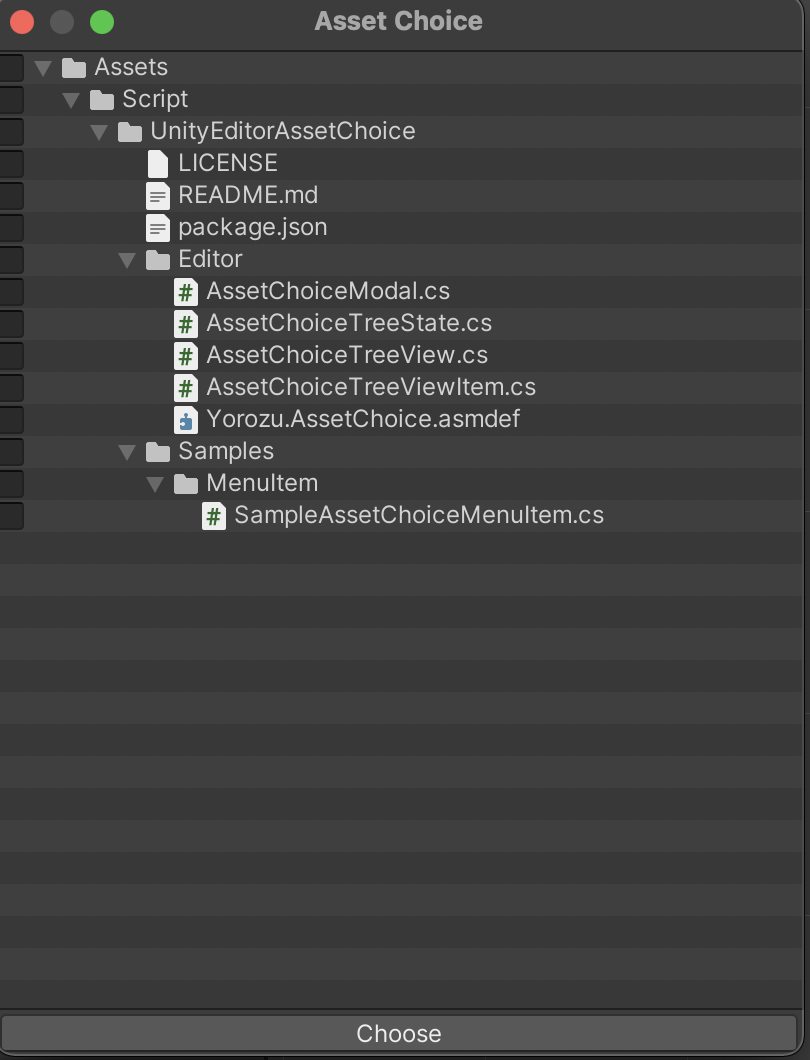 Asset Choice
Assets
Script
UnityEditorAssetChoice
LICENSE
README.md
package.json
Editor
AssetChoiceModal.cs
AssetChoiceTreeState.cs
AssetChoiceTreeView.cs
AssetChoiceTreeViewItem.cs
Yorozu.AssetChoice.asmdef
Samples
MenuItem
SampleAssetChoiceMenuItem.cs
Choose